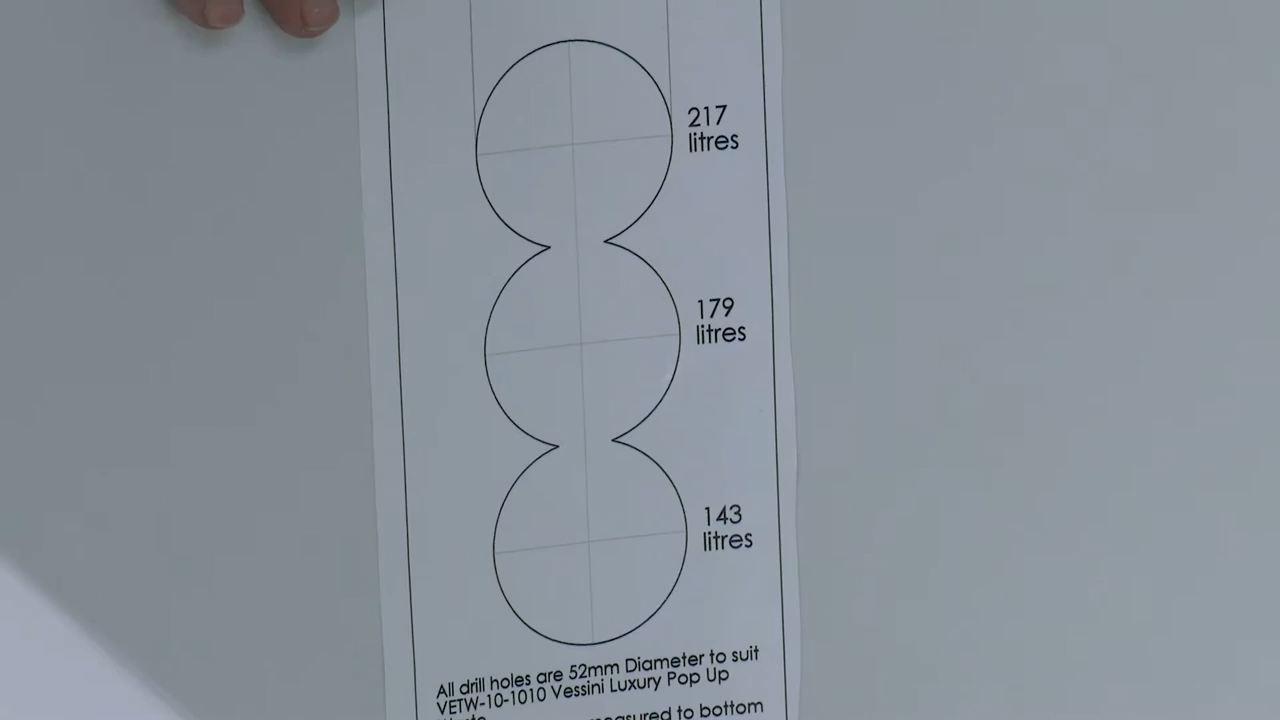 217
litres
179
litres
143
litres
All drill holes are 52mm Diameter to suit
VETW-10-1010 Vessini Luxury Pop Up
measured to bottom